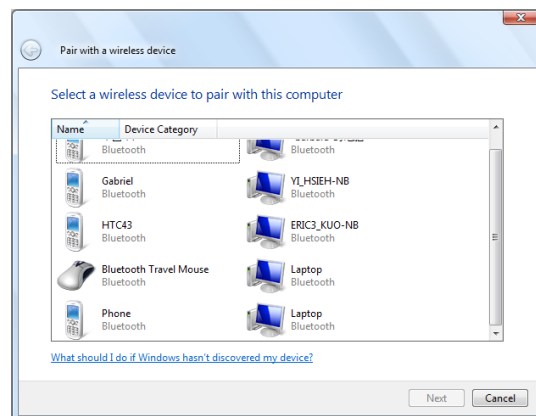 Pair with a wireless device
Select a wireless device to pair with this computer
Name Device Category
Bluetooth Bluetooth
Gabriel YI_HSIEH-NB
Bluetooth Bluetooth
HTC43 ERIC3_KUO-NB
Bluetooth Bluetooth
Bluetooth Travel Mouse Laptop
Bluetooth Bluetooth
Phone Laptop
Bluetooth Bluetooth
What should I do if Windows hasn't discovered my device?
Next Cancel